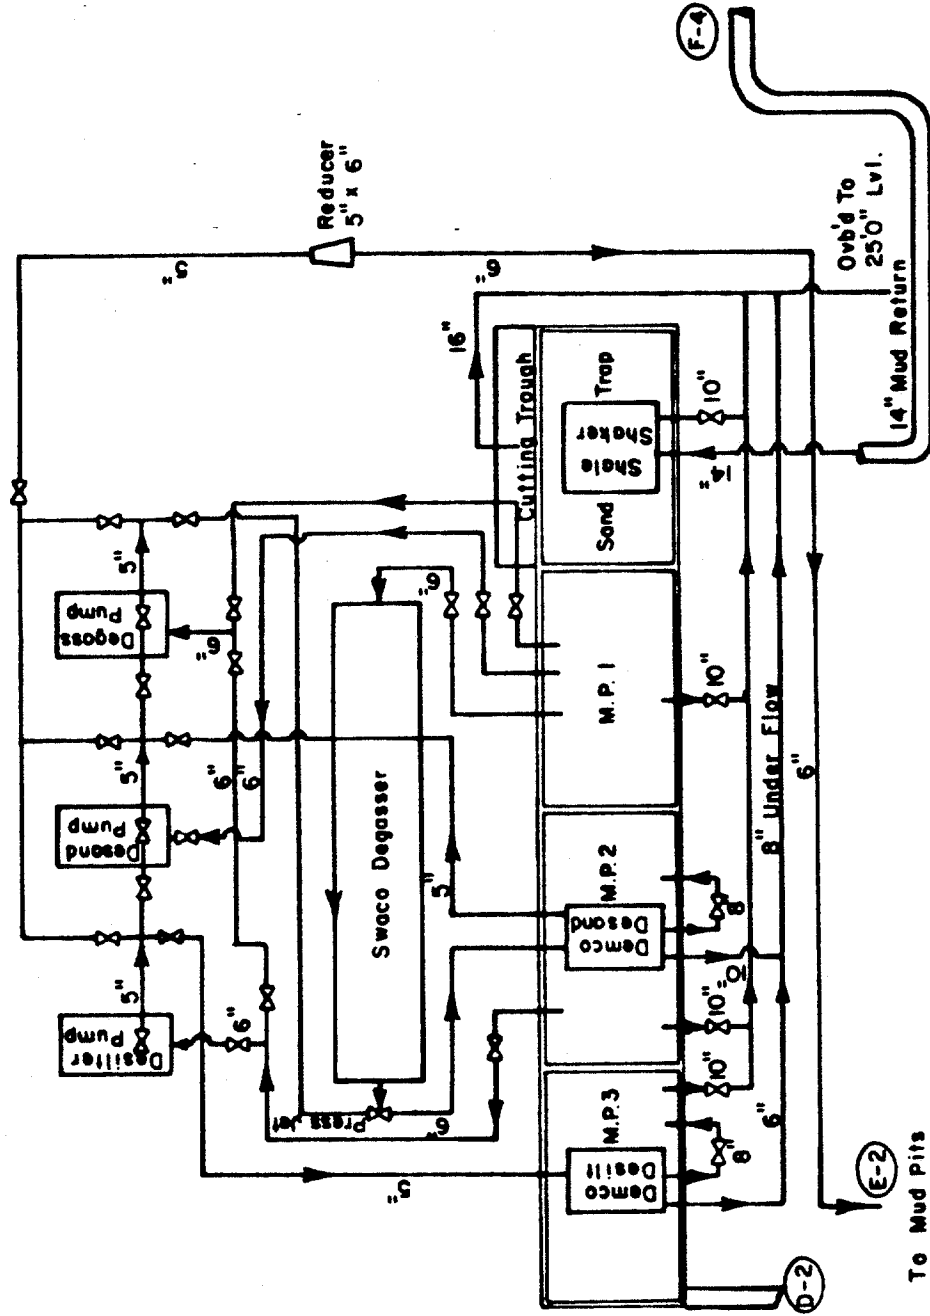 F-4
Reducer
5" x 6"
5"
6"
Ovb'd To
25'0" Lvl.
14" Mud Return
16"
Cutting Trough
Trap
Shale
Shaker
Sand
10"
14"
Degass
Pump
5"
6"
6"
Desand
Pump
5"
6"
6"
Desilter
Pump
5"
6"
Swaco Degasser
5"
Press Jet
6"
5"
M.P. 1
10"
M.P. 2
Demco
Desand
8"
10"
10"
M.P. 3
Demco
Desilt
8"
10"
6"
8" Under Flow
6"
D-2
E-2
To Mud Pits